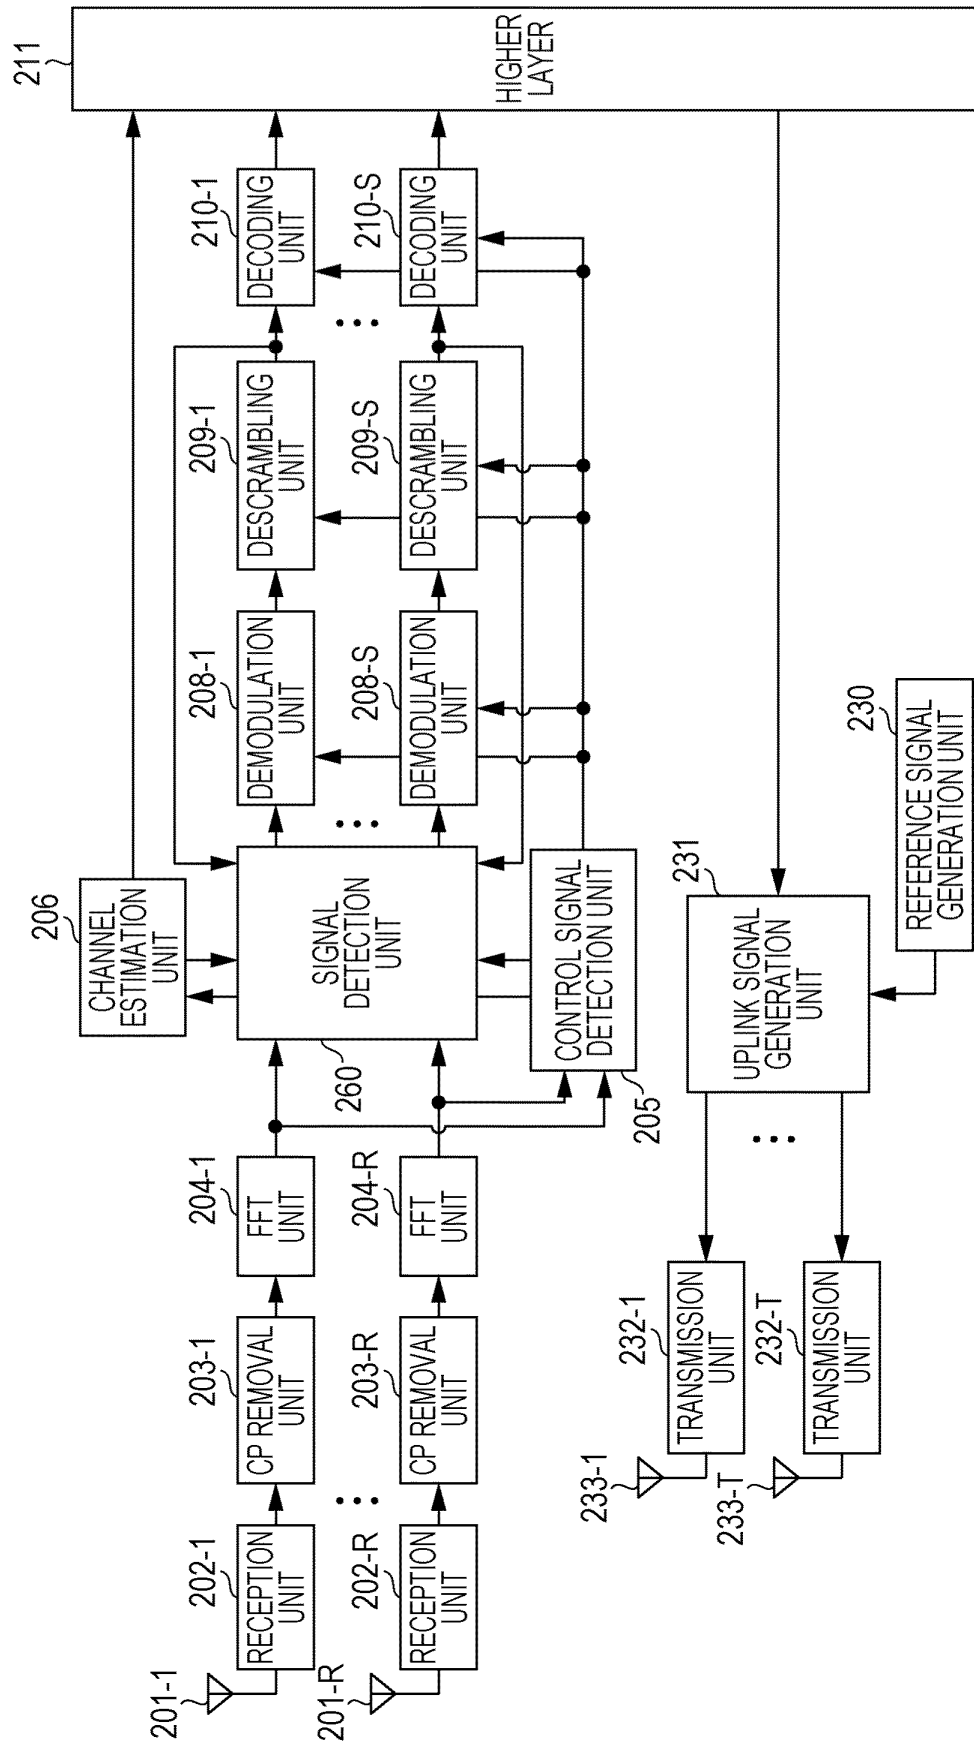 211
HIGHER
LAYER
206
CHANNEL
ESTIMATION
UNIT
201-1
202-1
RECEPTION
UNIT
203-1
CP REMOVAL
UNIT
204-1
FFT
UNIT
260
SIGNAL
DETECTION
UNIT
208-1
DEMODULATION
UNIT
209-1
DESCRAMBLING
UNIT
210-1
DECODING
UNIT
201-R
202-R
RECEPTION
UNIT
203-R
CP REMOVAL
UNIT
204-R
FFT
UNIT
208-S
DEMODULATION
UNIT
209-S
DESCRAMBLING
UNIT
210-S
DECODING
UNIT
205
CONTROL SIGNAL
DETECTION UNIT
233-1
232-1
TRANSMISSION
UNIT
231
UPLINK SIGNAL
GENERATION
UNIT
233-T
232-T
TRANSMISSION
UNIT
230
REFERENCE SIGNAL
GENERATION UNIT